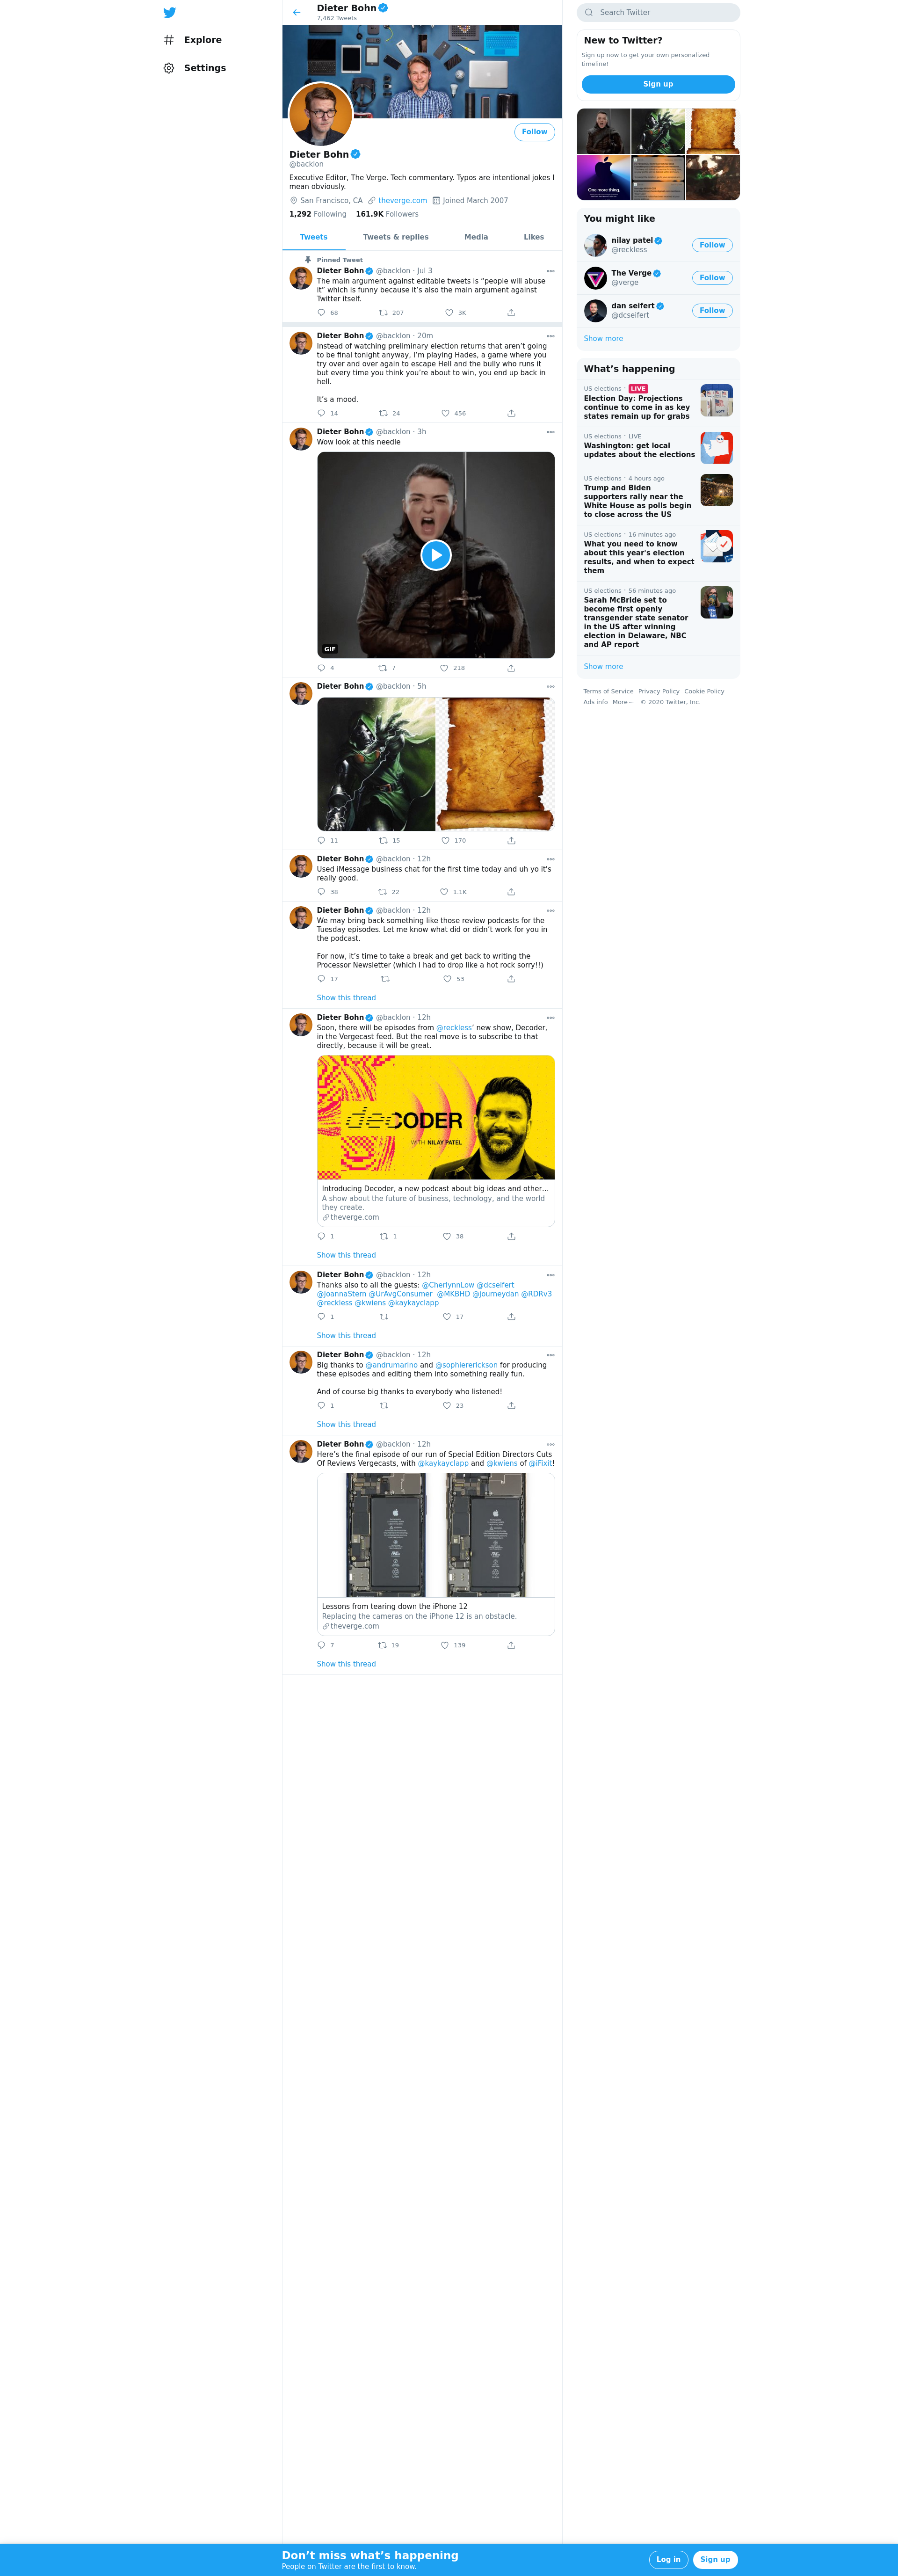 Explore
Settings
Dieter Bohn
7,462 Tweets
Follow
Dieter Bohn
@backlon
Executive Editor, The Verge. Tech commentary. Typos are intentional jokes I
mean obviously.
San Francisco, CA theverge.com Joined March 2007
1,292 Following 161.9K Followers
Tweets Tweets & replies Media Likes
Pinned Tweet
Dieter Bohn @backlon · Jul 3
The main argument against editable tweets is “people will abuse
it” which is funny because it’s also the main argument against
Twitter itself.
68 207 3K
Dieter Bohn @backlon · 20m
Instead of watching preliminary election returns that aren’t going
to be final tonight anyway, I’m playing Hades, a game where you
try over and over again to escape Hell and the bully who runs it
but every time you think you’re about to win, you end up back in
hell.
It’s a mood.
14 24 456
Dieter Bohn @backlon · 3h
Wow look at this needle
GIF
4 7 218
Dieter Bohn @backlon · 5h
11 15 170
Dieter Bohn @backlon · 12h
Used iMessage business chat for the first time today and uh yo it’s
really good.
38 22 1.1K
Dieter Bohn @backlon · 12h
We may bring back something like those review podcasts for the
Tuesday episodes. Let me know what did or didn’t work for you in
the podcast.
For now, it’s time to take a break and get back to writing the
Processor Newsletter (which I had to drop like a hot rock sorry!!)
17 53
Show this thread
Dieter Bohn @backlon · 12h
Soon, there will be episodes from @reckless’ new show, Decoder,
in the Vergecast feed. But the real move is to subscribe to that
directly, because it will be great.
decODER
WITH NILAY PATEL
Introducing Decoder, a new podcast about big ideas and other…
A show about the future of business, technology, and the world
they create.
theverge.com
1 1 38
Show this thread
Dieter Bohn @backlon · 12h
Thanks also to all the guests: @CherlynnLow @dcseifert
@JoannaStern @UrAvgConsumer @MKBHD @journeydan @RDRv3
@reckless @kwiens @kaykayclapp
1 17
Show this thread
Dieter Bohn @backlon · 12h
Big thanks to @andrumarino and @sophiererickson for producing
these episodes and editing them into something really fun.
And of course big thanks to everybody who listened!
1 23
Show this thread
Dieter Bohn @backlon · 12h
Here’s the final episode of our run of Special Edition Directors Cuts
Of Reviews Vergecasts, with @kaykayclapp and @kwiens of @iFixit!
Lessons from tearing down the iPhone 12
Replacing the cameras on the iPhone 12 is an obstacle.
theverge.com
7 19 139
Show this thread
Search Twitter
New to Twitter?
Sign up now to get your own personalized
timeline!
Sign up
One more thing.
You might like
nilay patel
@reckless
Follow
The Verge
@verge
Follow
dan seifert
@dcseifert
Follow
Show more
What’s happening
US elections · LIVE
Election Day: Projections
continue to come in as key
states remain up for grabs
US elections · LIVE
Washington: get local
updates about the elections
US elections · 4 hours ago
Trump and Biden
supporters rally near the
White House as polls begin
to close across the US
US elections · 16 minutes ago
What you need to know
about this year's election
results, and when to expect
them
US elections · 56 minutes ago
Sarah McBride set to
become first openly
transgender state senator
in the US after winning
election in Delaware, NBC
and AP report
Show more
Terms of Service Privacy Policy Cookie Policy
Ads info More ••• © 2020 Twitter, Inc.
Don’t miss what’s happening
People on Twitter are the first to know.
Log in Sign up